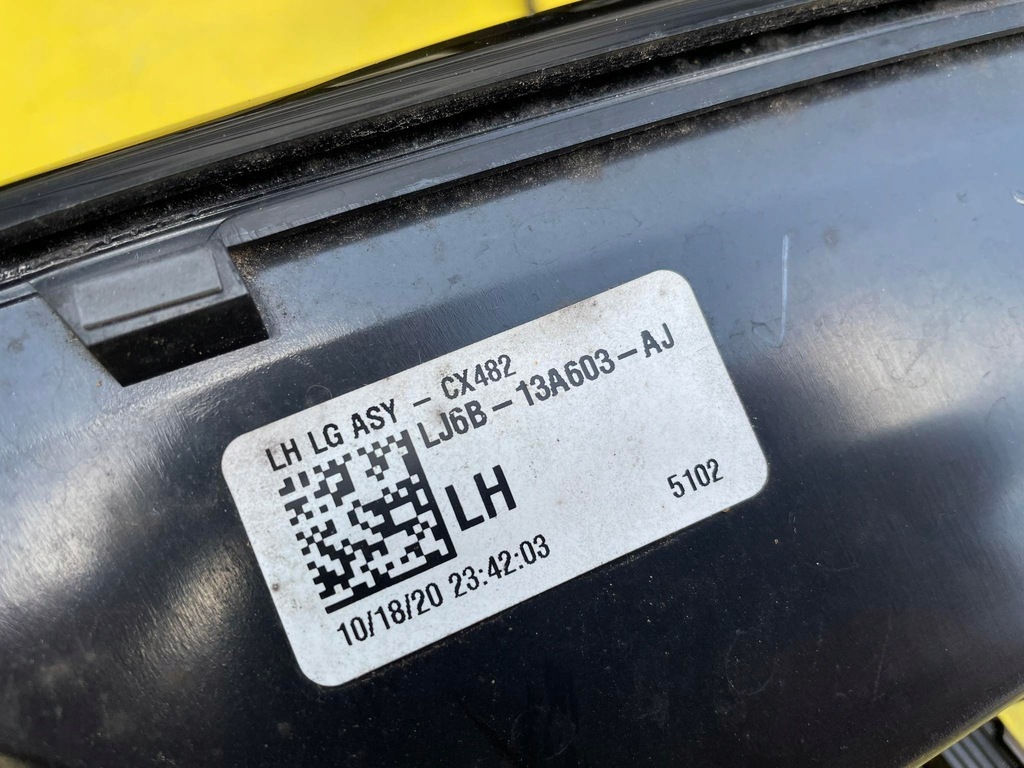 LH LG ASY - CX482
LJ6B-13A603-AJ
LH
5102
10/18/20 23:42:03